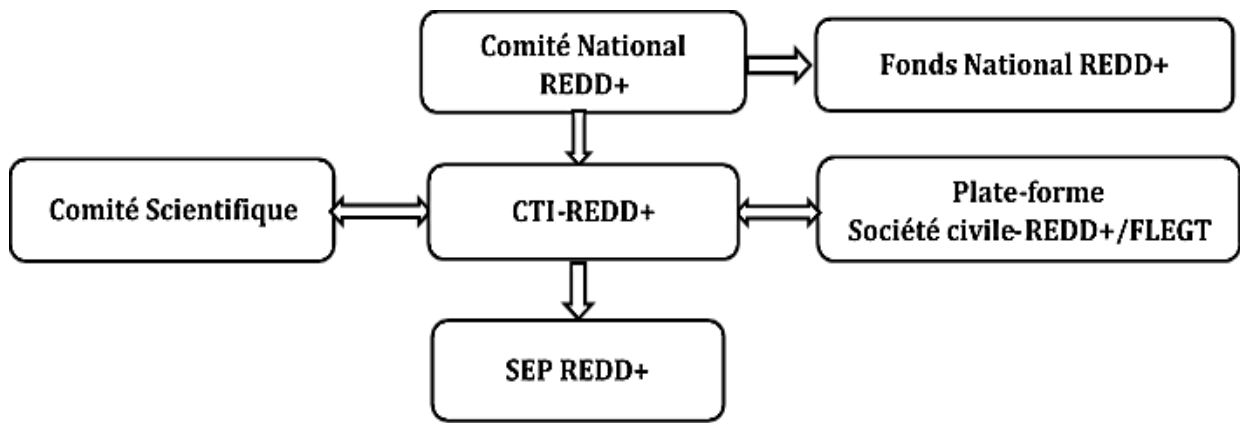 Comité National
REDD+
Fonds National REDD+
Comité Scientifique
CTI-REDD+
Plate-forme
Société civile-REDD+/FLEGT
SEP REDD+